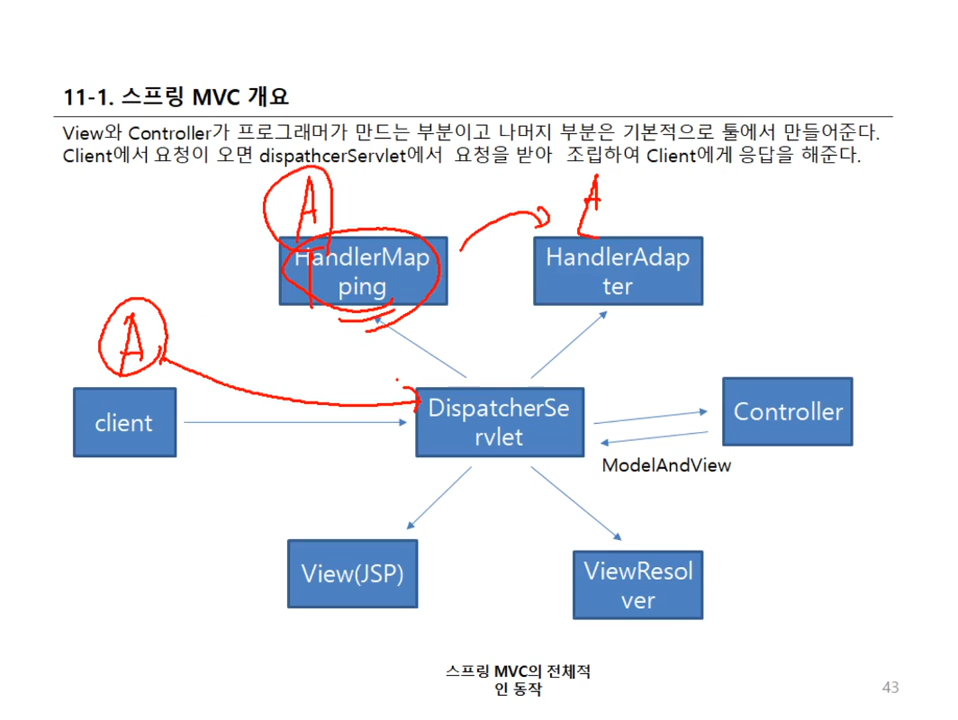 11-1. 스프링 MVC 개요
View와 Controller가 프로그래머가 만드는 부분이고 나머지 부분은 기본적으로 툴에서 만들어준다.
Client에서 요청이 오면 dispathcerServlet에서 요청을 받아 조립하여 Client에게 응답을 해준다.
A
A
HandlerMap
ping
HandlerAdap
ter
A
client
DispatcherSe
rvlet
Controller
ModelAndView
View(JSP)
ViewResol
ver
스프링 MVC의 전체적
인 동작
43